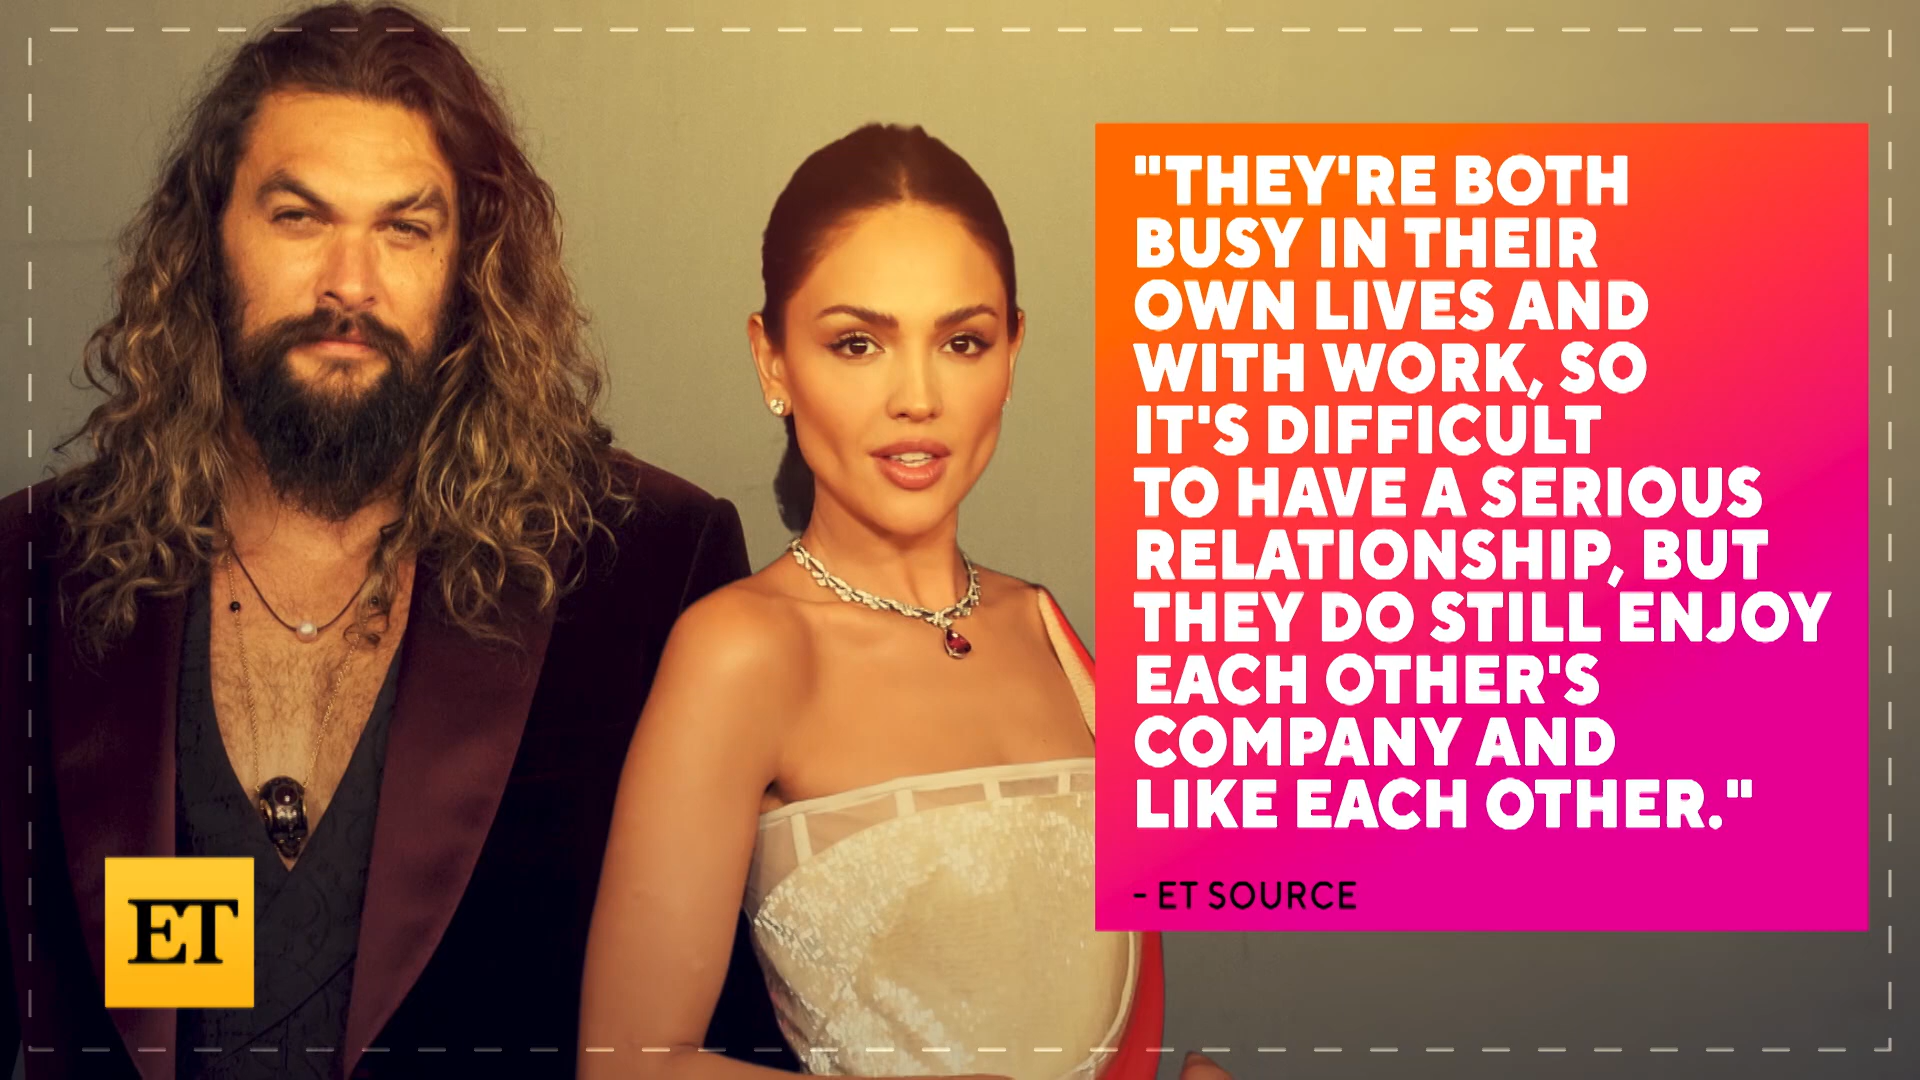 "THEY'RE BOTH
BUSY IN THEIR
OWN LIVES AND
WITH WORK, SO
IT'S DIFFICULT
TO HAVE A SERIOUS
RELATIONSHIP, BUT
THEY DO STILL ENJOY
EACH OTHER'S
COMPANY AND
LIKE EACH OTHER."
- ET SOURCE
ET